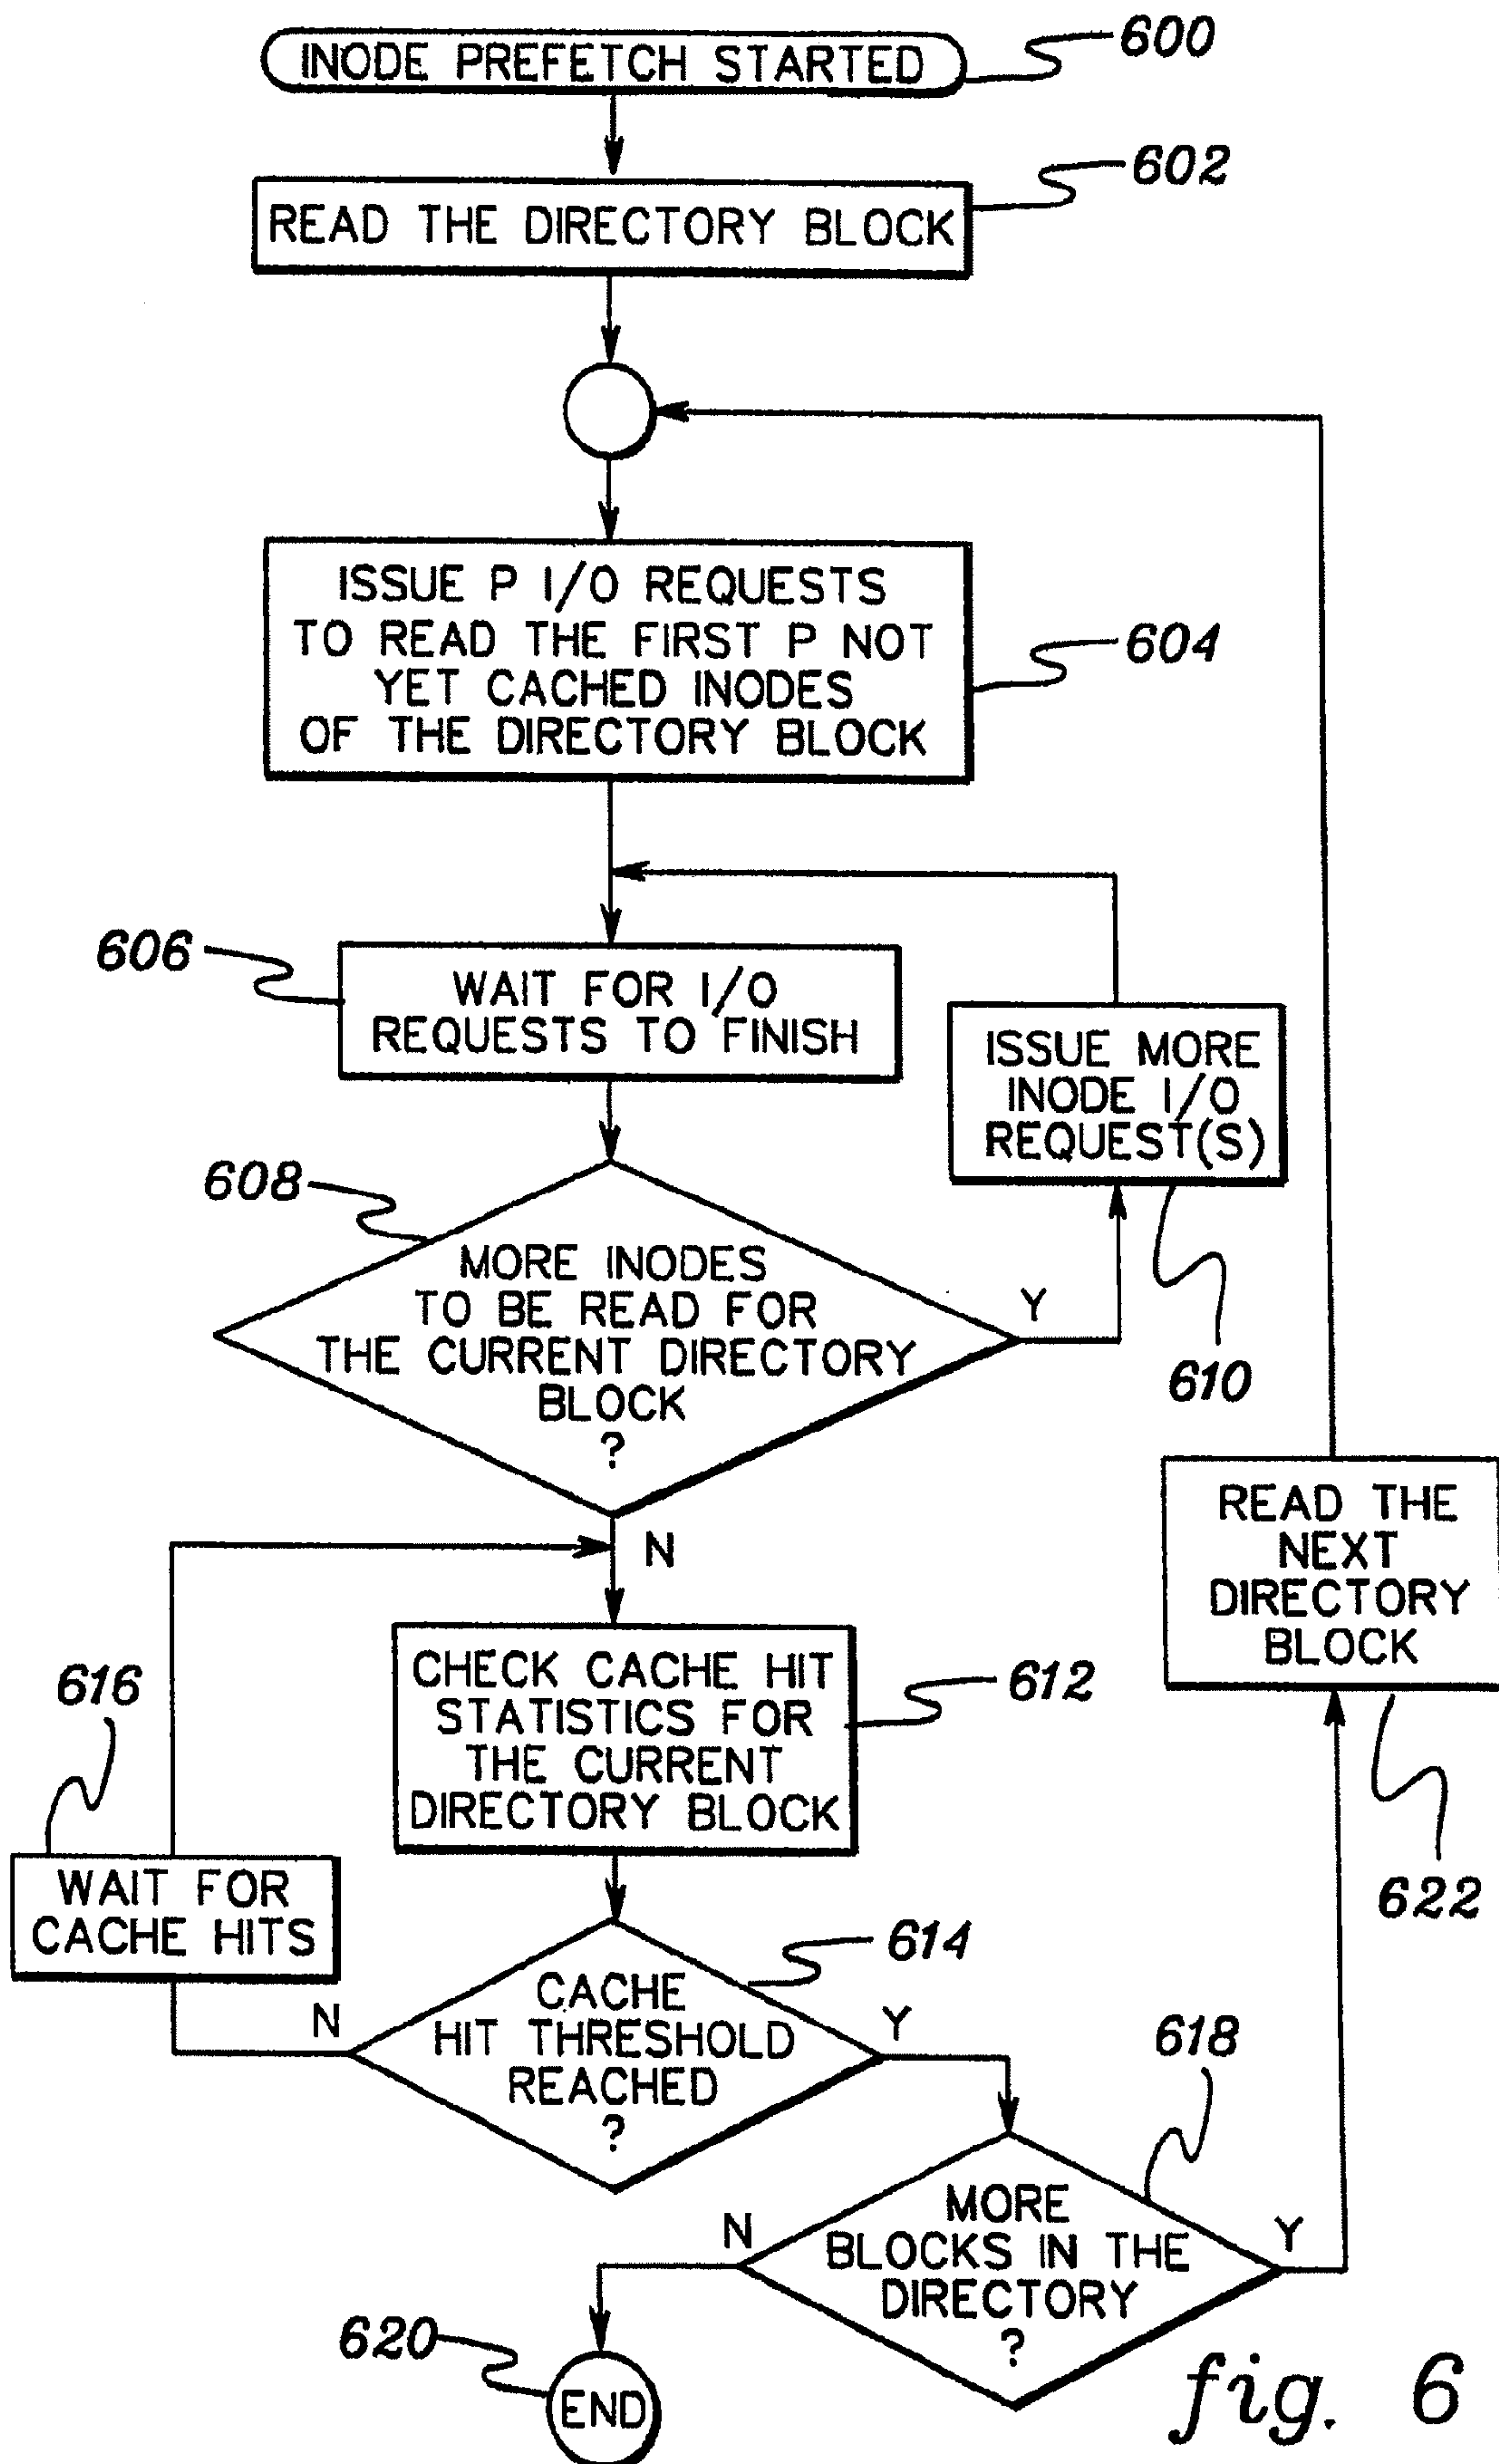 INODE PREFETCH STARTED
600
READ THE DIRECTORY BLOCK
602
ISSUE P I/O REQUESTS
TO READ THE FIRST P NOT
YET CACHED INODES
OF THE DIRECTORY BLOCK
604
606
WAIT FOR I/O
REQUESTS TO FINISH
ISSUE MORE
INODE I/O
REQUEST(S)
610
608
MORE INODES
TO BE READ FOR
THE CURRENT DIRECTORY
BLOCK
?
Y
N
READ THE
NEXT
DIRECTORY
BLOCK
622
CHECK CACHE HIT
STATISTICS FOR
THE CURRENT
DIRECTORY BLOCK
612
616
WAIT FOR
CACHE HITS
CACHE
HIT THRESHOLD
REACHED
?
614
N
Y
618
MORE
BLOCKS IN THE
DIRECTORY
?
N
Y
620
END
fig. 6